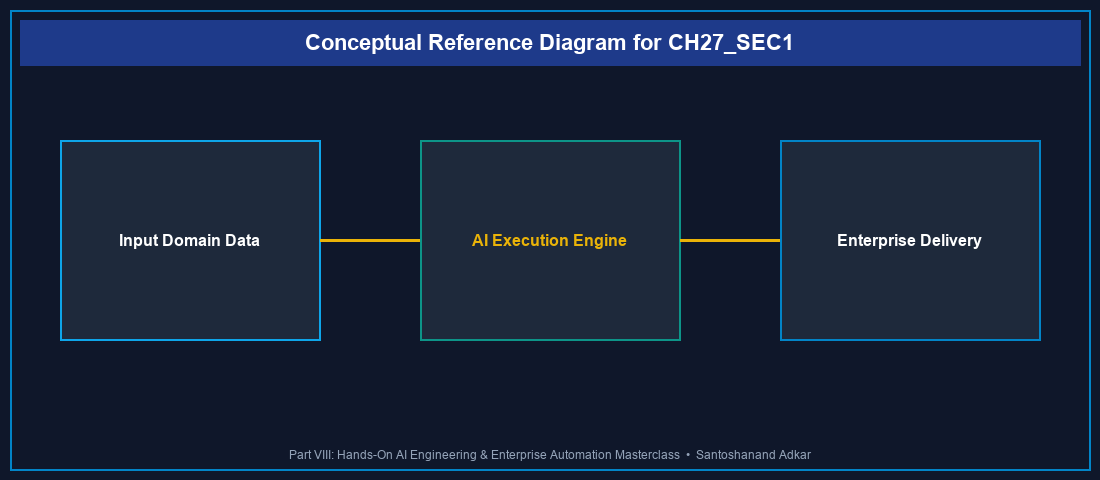 Conceptual Reference Diagram for CH27_SEC1
Input Domain Data
AI Execution Engine
Enterprise Delivery
Part VIII: Hands-On AI Engineering & Enterprise Automation Masterclass • Santoshanand Adkar